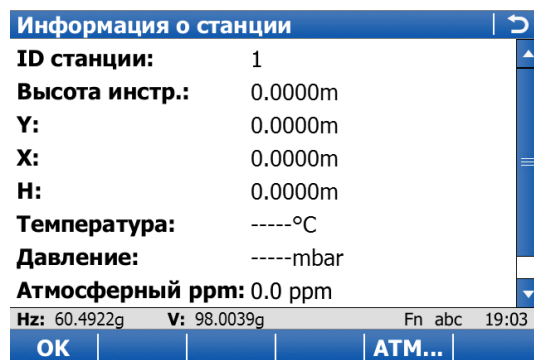 Информация о станции
ID станции: 1
Высота инстр.: 0.0000m
Y: 0.0000m
X: 0.0000m
H: 0.0000m
Температура: -----°C
Давление: -----mbar
Атмосферный ppm: 0.0 ppm
Hz: 60.4922g V: 98.0039g Fn abc 19:03
OK ATM...